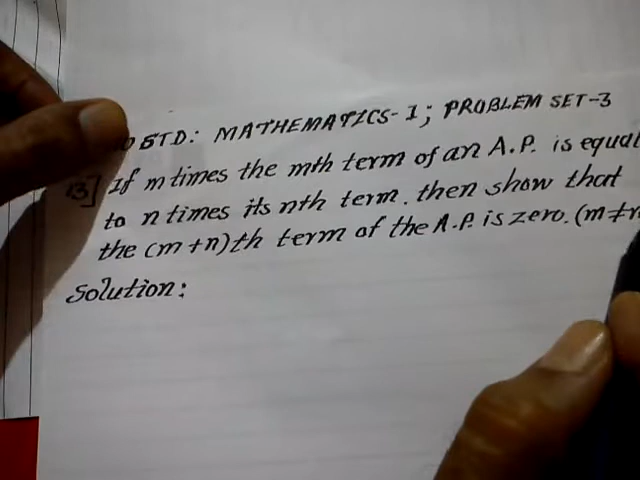 STD: MATHEMATICS-1; PROBLEM SET-3
13] If m times the mth term of an A.P. is equal
to n times its nth term. then show that
the (m+n)th term of the A.P. is zero. (m≠n
Solution: